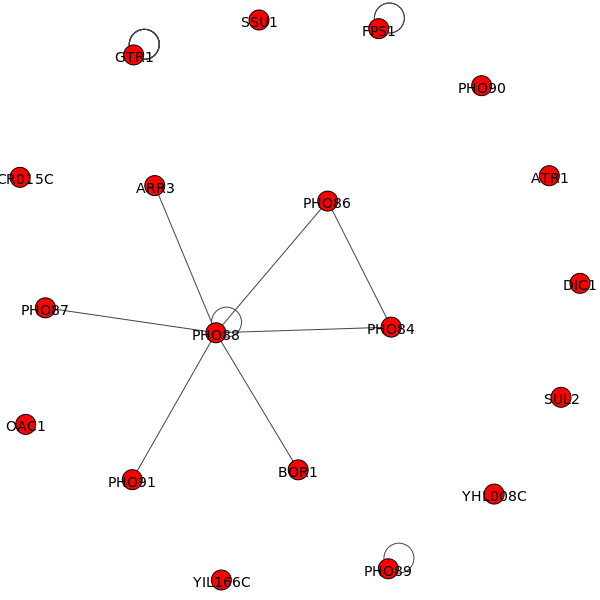 SSU1
FPS1
GTR1
PHO90
CR015C
ARR3
ATR1
PHO86
DIC1
PHO87
PHO84
PHO88
SUL2
OAC1
BOR1
PHO91
YHL008C
PHO89
YIL166C